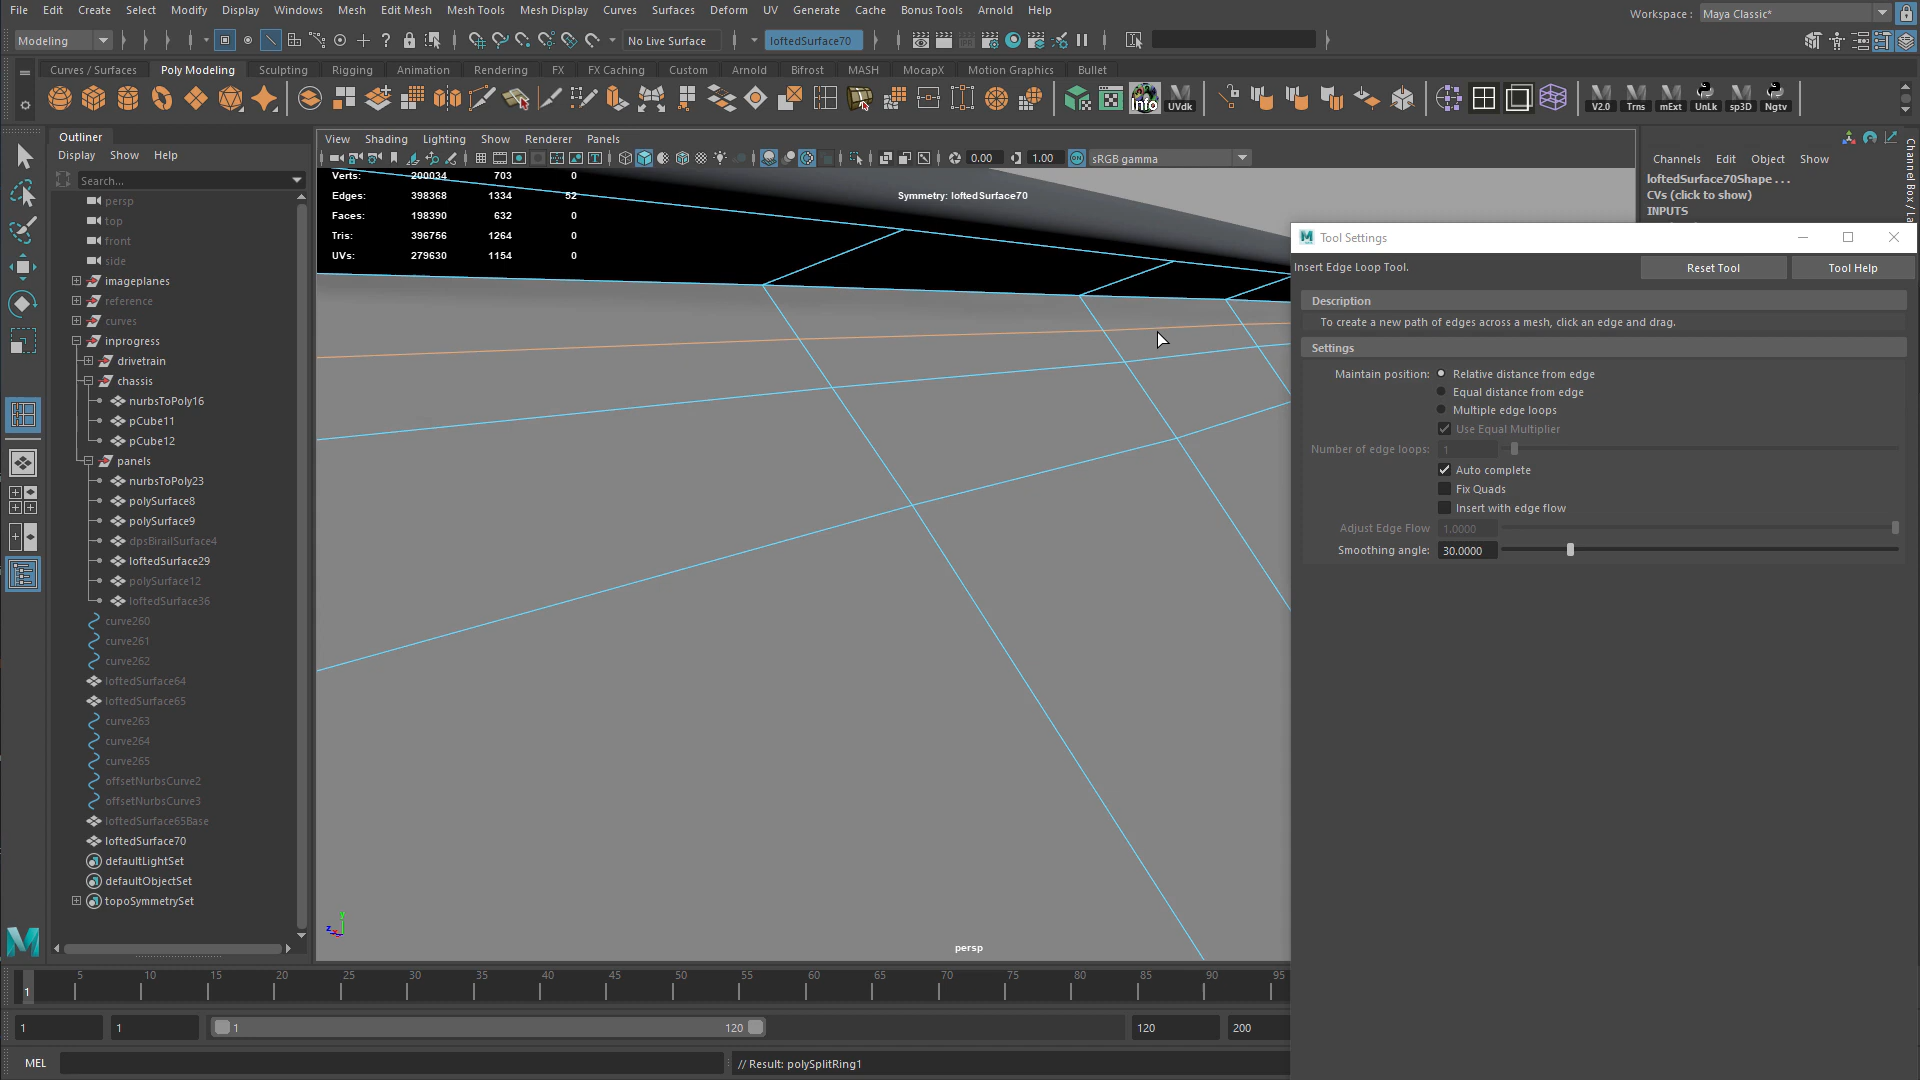 File Edit Create Select Modify Display Windows Mesh Edit Mesh Mesh Tools Mesh Display Curves Surfaces Deform UV Generate Cache Bonus Tools Arnold Help
Workspace : Maya Classic*
Modeling
No Live Surface
loftedSurface70
Curves / Surfaces Poly Modeling Sculpting Rigging Animation Rendering FX FX Caching Custom Arnold Bifrost MASH MocapX Motion Graphics Bullet
Info UVdk V2.0 Trns mExt UnLk sp3D Ngtv
Outliner
Display Show Help
Search...
persp
top
front
side
imageplanes
reference
curves
inprogress
drivetrain
chassis
nurbsToPoly16
pCube11
pCube12
panels
nurbsToPoly23
polySurface8
polySurface9
dpsBirailSurface4
loftedSurface29
polySurface12
loftedSurface36
curve260
curve261
curve262
loftedSurface64
loftedSurface65
curve263
curve264
curve265
offsetNurbsCurve2
offsetNurbsCurve3
loftedSurface65Base
loftedSurface70
defaultLightSet
defaultObjectSet
topoSymmetrySet
View Shading Lighting Show Renderer Panels
0.00 1.00 ON sRGB gamma
Verts: 200034 703 0
Edges: 398368 1334 52
Faces: 198390 632 0
Tris: 396756 1264 0
UVs: 279630 1154 0
Symmetry: loftedSurface70
y
z
x
persp
Channels Edit Object Show
loftedSurface70Shape . . .
CVs (click to show)
INPUTS
Channel Box / La
Tool Settings
Insert Edge Loop Tool.
Reset Tool
Tool Help
Description
To create a new path of edges across a mesh, click an edge and drag.
Settings
Maintain position: Relative distance from edge
Equal distance from edge
Multiple edge loops
Use Equal Multiplier
Number of edge loops: 1
Auto complete
Fix Quads
Insert with edge flow
Adjust Edge Flow 1.0000
Smoothing angle: 30.0000
1 5 10 15 20 25 30 35 40 45 50 55 60 65 70 75 80 85 90 95
1 1 1 120 120 200
MEL
// Result: polySplitRing1